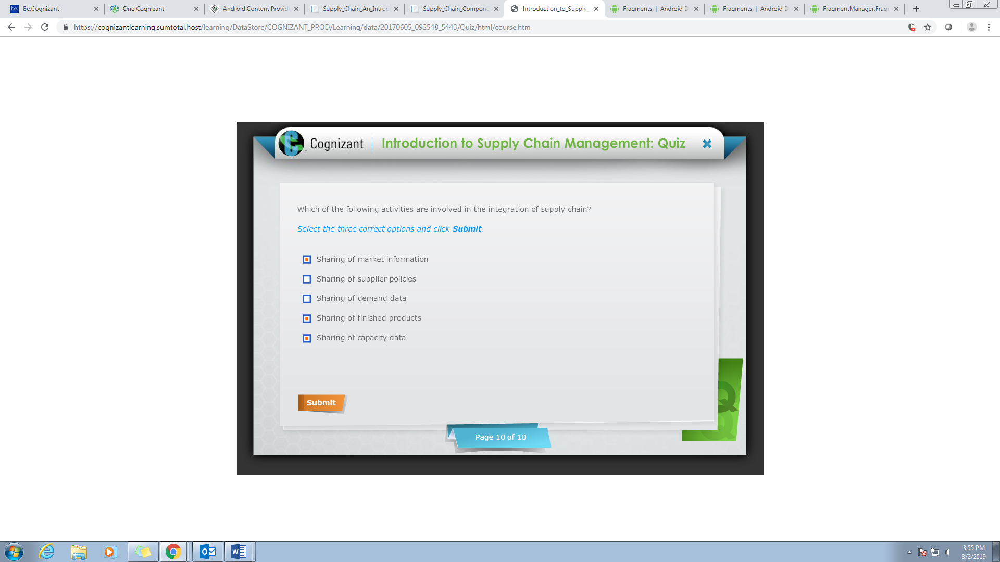 Be.Cognizant
One Cognizant
Android Content Provid
Supply_Chain_An_Introd
Supply_Chain_Compone
Introduction_to_Supply_
Fragments | Android D
Fragments | Android D
FragmentManager.Frag
https://cognizantlearning.sumtotal.host/learning/DataStore/COGNIZANT_PROD/Learning/data/20170605_092548_5443/Quiz/html/course.htm
Cognizant
Introduction to Supply Chain Management: Quiz
Which of the following activities are involved in the integration of supply chain?
Select the three correct options and click Submit.
Sharing of market information
Sharing of supplier policies
Sharing of demand data
Sharing of finished products
Sharing of capacity data
Submit
Page 10 of 10
3:55 PM
8/2/2019